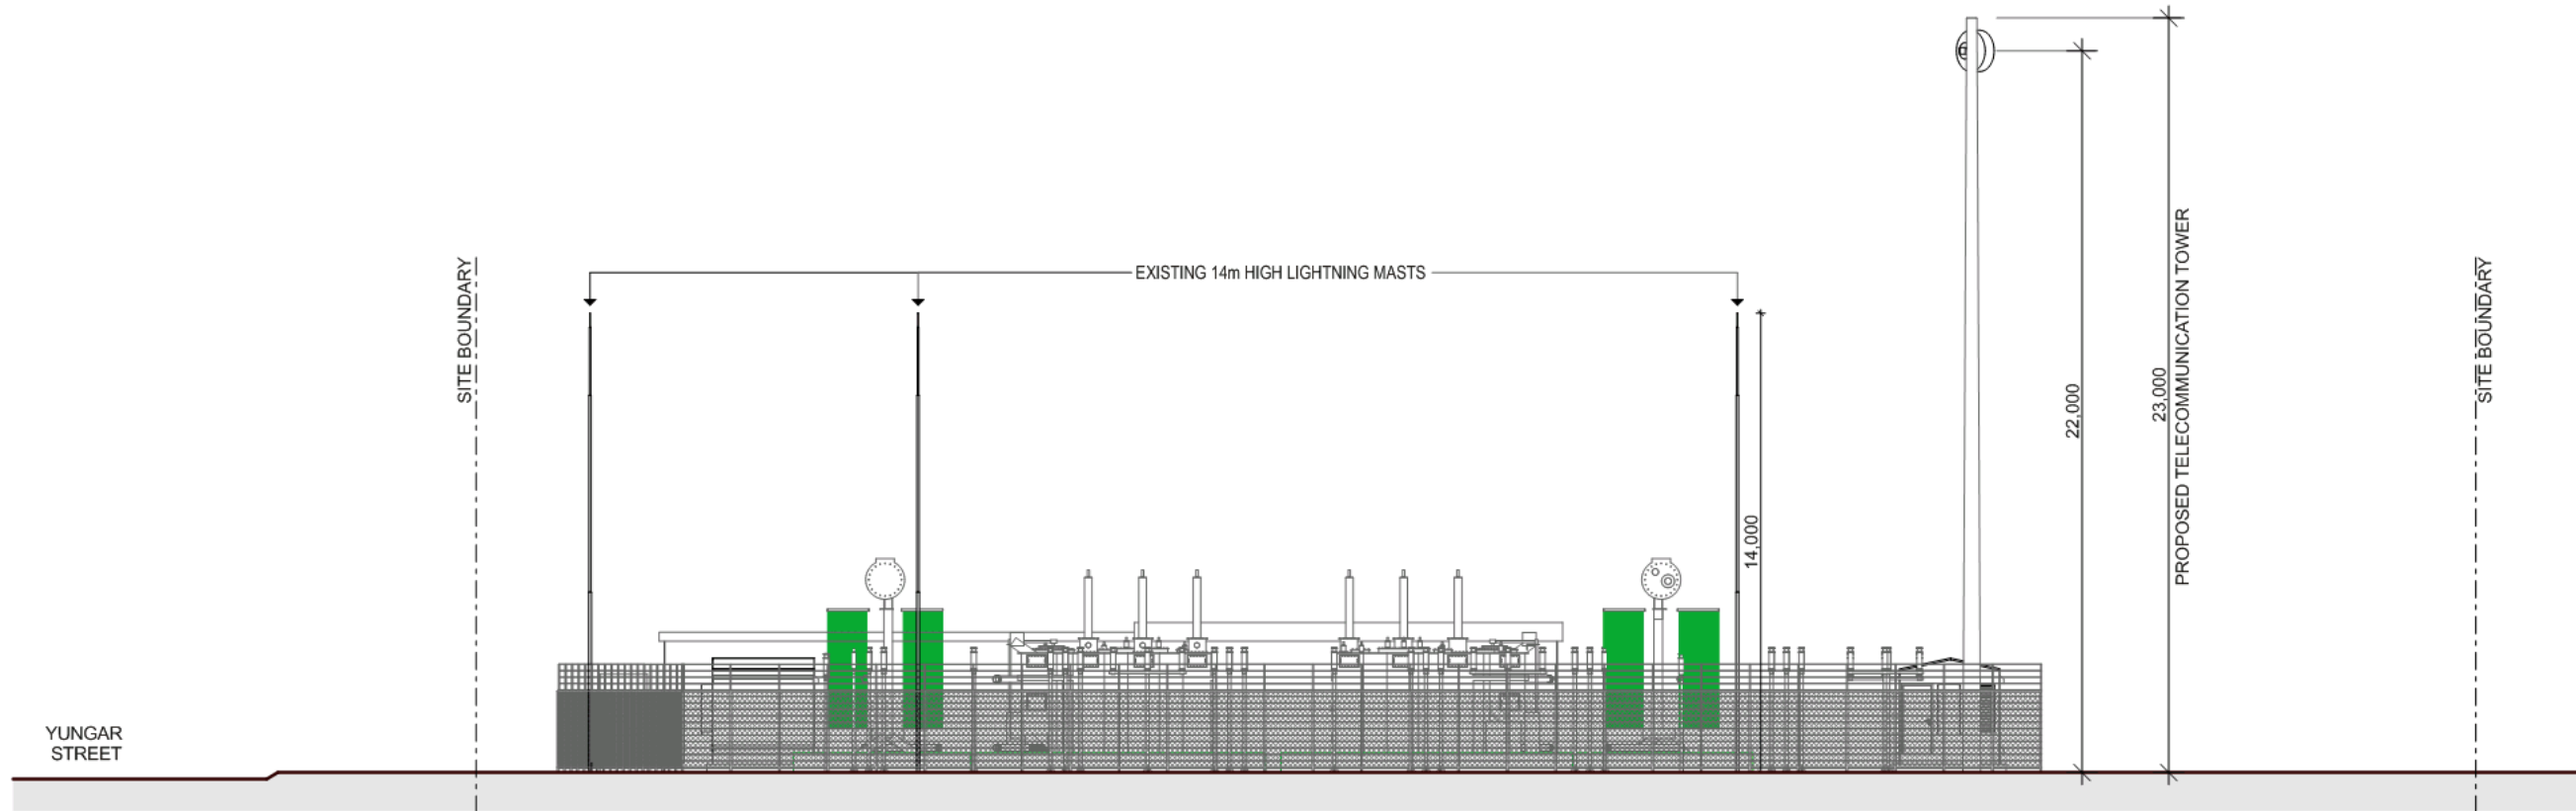 SITE BOUNDARY
EXISTING 14m HIGH LIGHTNING MASTS
14,000
22,000
23,000
PROPOSED TELECOMMUNICATION TOWER
SITE BOUNDARY
YUNGAR
STREET